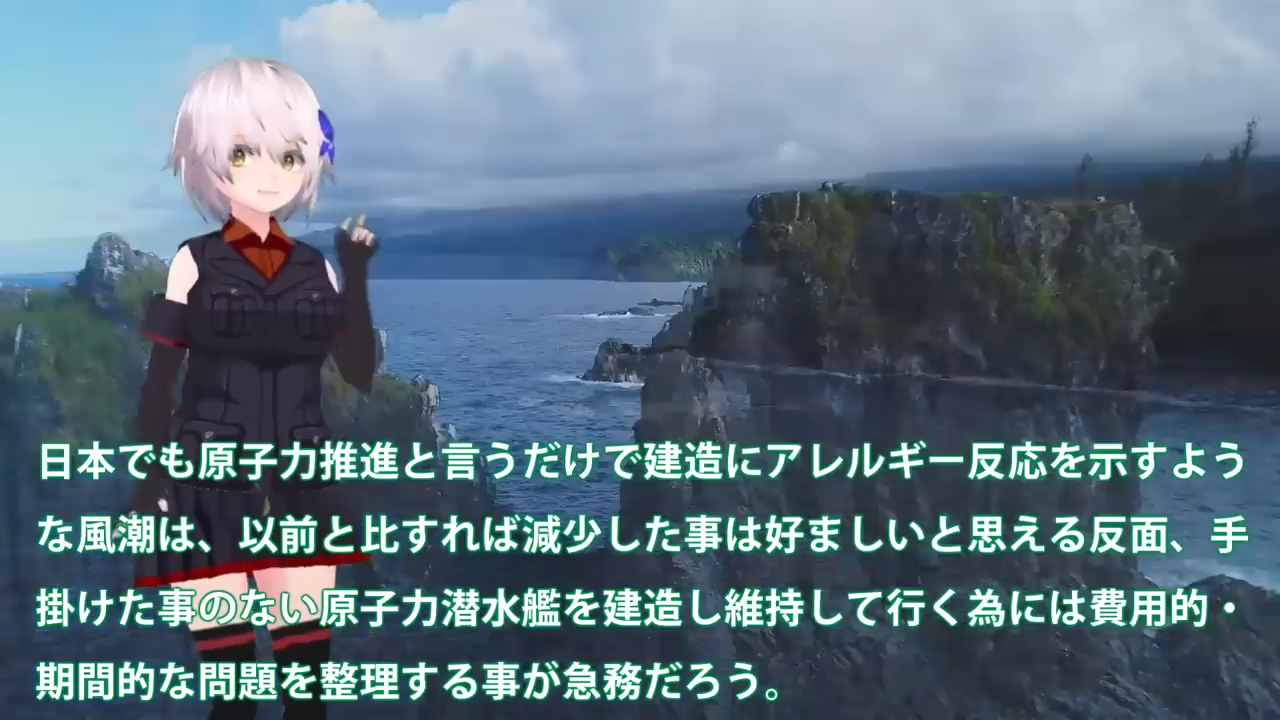 日本でも原子力推進と言うだけで建造にアレルギー反応を示すよう
な風潮は、以前と比すれば減少した事は好ましいと思える反面、手
掛けた事のない原子力潜水艦を建造し維持して行く為には費用的・
期間的な問題を整理する事が急務だろう。